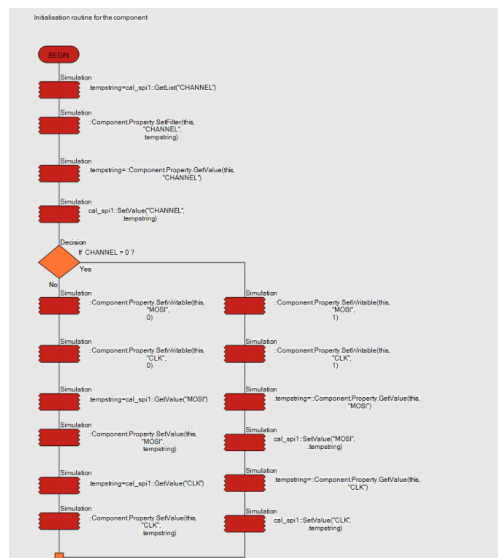 Initialisation routine for the component
BEGIN
Simulation
.tempstring=cal_spi1::GetList("CHANNEL")
Simulation
::Component.Property.SetFilter(this,
"CHANNEL",
.tempstring)
Simulation
.tempstring=::Component.Property.GetValue(this,
"CHANNEL")
Simulation
cal_spi1::SetValue("CHANNEL",
.tempstring)
Decision
If CHANNEL = 0 ?
Yes
No
Simulation
::Component.Property.SetWritable(this,
"MOSI",
0)
Simulation
::Component.Property.SetWritable(this,
"CLK",
0)
Simulation
.tempstring=cal_spi1::GetValue("MOSI")
Simulation
::Component.Property.SetValue(this,
"MOSI",
.tempstring)
Simulation
.tempstring=cal_spi1::GetValue("CLK")
Simulation
::Component.Property.SetValue(this,
"CLK",
.tempstring)
Simulation
::Component.Property.SetWritable(this,
"MOSI",
1)
Simulation
::Component.Property.SetWritable(this,
"CLK",
1)
Simulation
.tempstring=::Component.Property.GetValue(this,
"MOSI")
Simulation
cal_spi1::SetValue("MOSI",
.tempstring)
Simulation
.tempstring=::Component.Property.GetValue(this,
"CLK")
Simulation
cal_spi1::SetValue("CLK",
.tempstring)